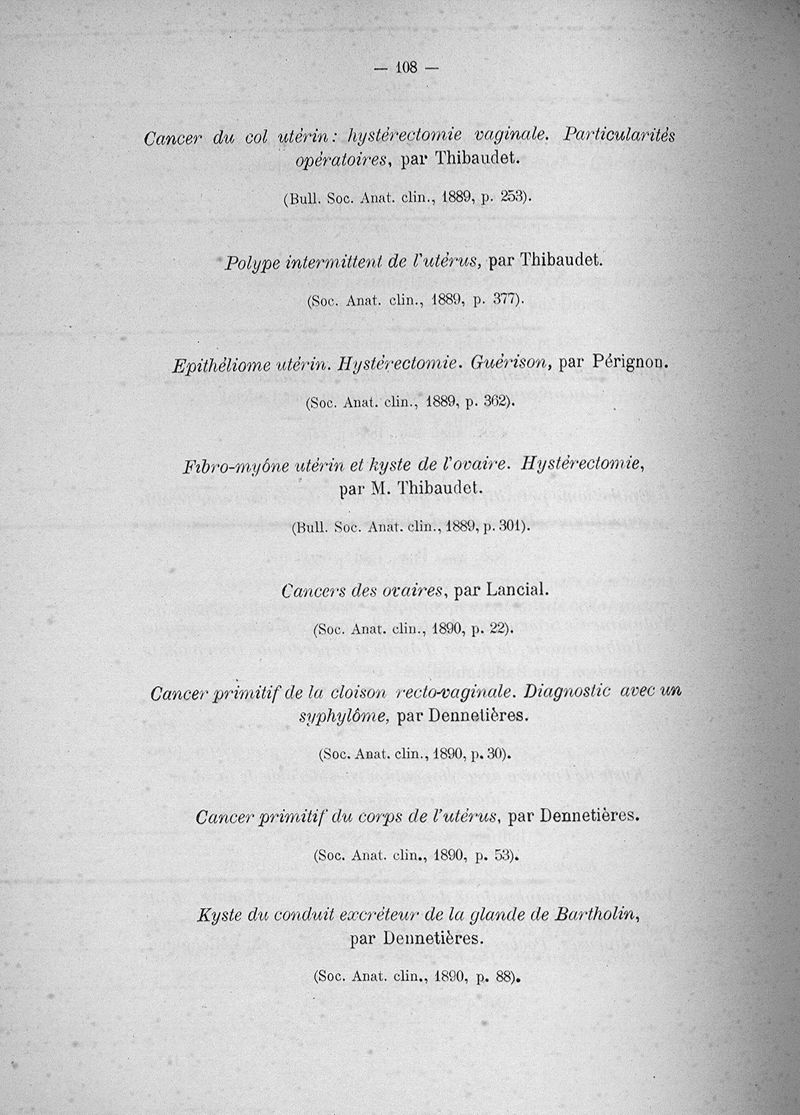 — 108 —
Cancer du col utérin : hystérectomie vaginale. Particularités
opératoires, par Thibaudet.
(Bull. Soc. Anat. clin., 1889, p. 253).
Polype intermittent de l'utérus, par Thibaudet.
(Soc. Anat. clin., 1889, p. 377).
Epithéliome utérin. Hystérectomie. Guérison, par Pérignon.
(Soc. Anat. clin., 1889, p. 362).
Fibro-myône utérin et kyste de l'ovaire. Hystérectomie,
par M. Thibaudet.
(Bull. Soc. Anat. clin., 1889, p. 301).
Cancers des ovaires, par Lancial.
(Soc. Anat. clin., 1890, p. 22).
Cancer primitif de la cloison recto-vaginale. Diagnostic avec un
syphylôme, par Dennetières.
(Soc. Anat. clin., 1890, p. 30).
Cancer primitif du corps de l'utérus, par Dennetières.
(Soc. Anat. clin., 1890, p. 53).
Kyste du conduit excréteur de la glande de Bartholin,
par Dennetières.
(Soc. Anat. clin., 1890, p. 88).